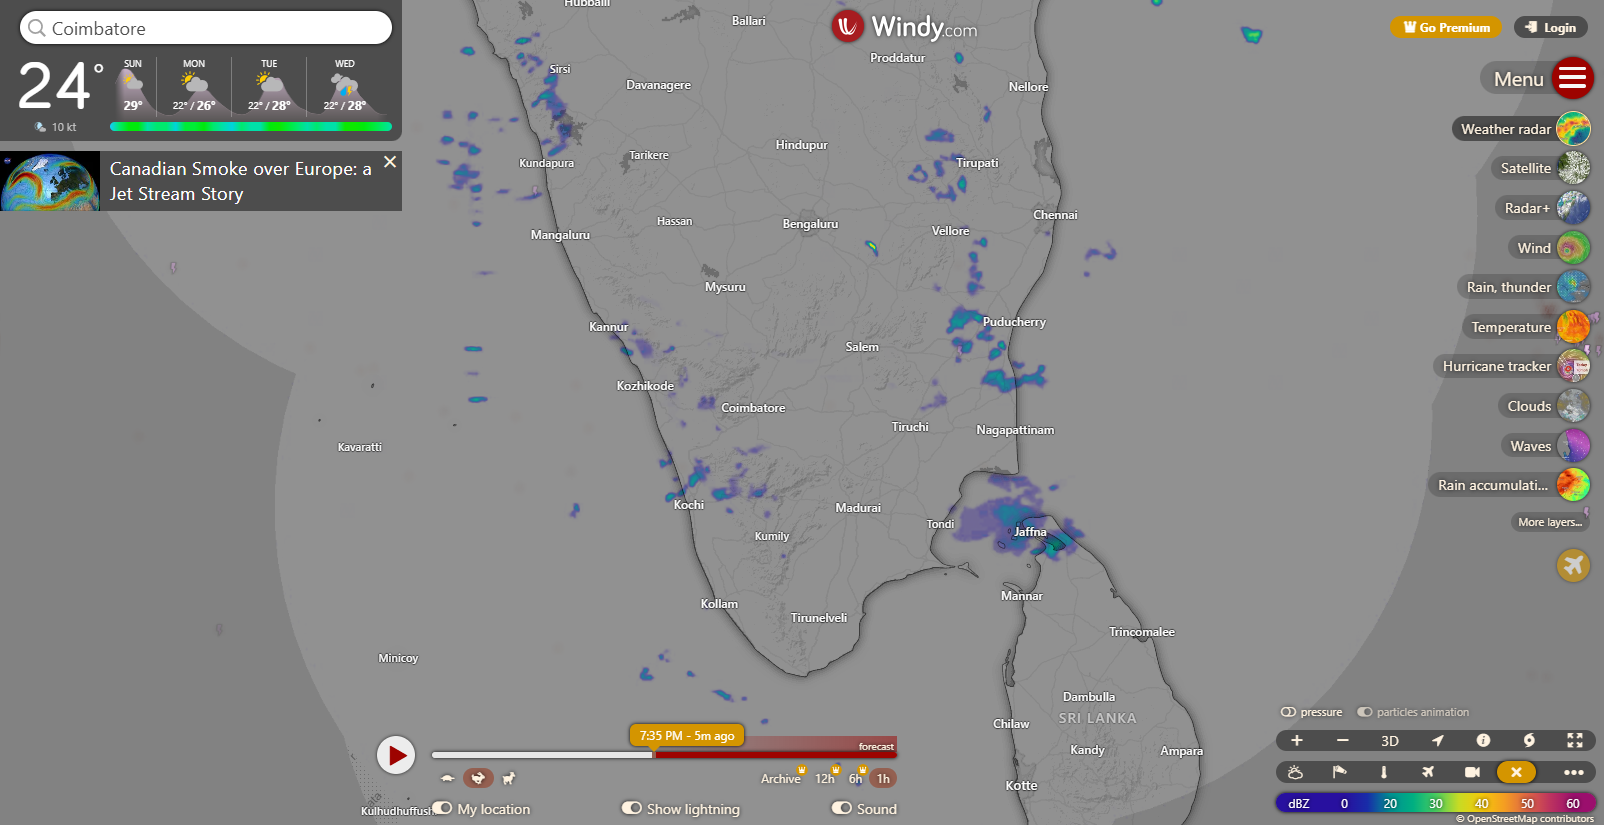 Coimbatore
24°
10 kt
SUN MON TUE WED
29° 22° / 26° 22° / 28° 22° / 28°
Canadian Smoke over Europe: a
Jet Stream Story
Windy.com
Go Premium
Login
Menu
Weather radar
Satellite
Radar+
Wind
Rain, thunder
Temperature
Hurricane tracker
Clouds
Waves
Rain accumulati...
More layers...
Hubballi
Ballari
Proddatur
Sirsi
Davanagere
Nellore
Hindupur
Kundapura
Tarikere
Tirupati
Hassan
Bengaluru
Chennai
Mangaluru
Vellore
Mysuru
Kannur
Puducherry
Salem
Kozhikode
Coimbatore
Tiruchi
Nagapattinam
Kavaratti
Kochi
Madurai
Tondi
Jaffna
Kumily
Mannar
Kollam
Tirunelveli
Trincomalee
Minicoy
Dambulla
SRI LANKA
Chilaw
Kandy
Ampara
Kotte
Kulhudhuffush
7:35 PM - 5m ago
forecast
Archive 12h 6h 1h
My location
Show lightning
Sound
pressure
particles animation
+ − 3D
dBZ 0 20 30 40 50 60
© OpenStreetMap contributors